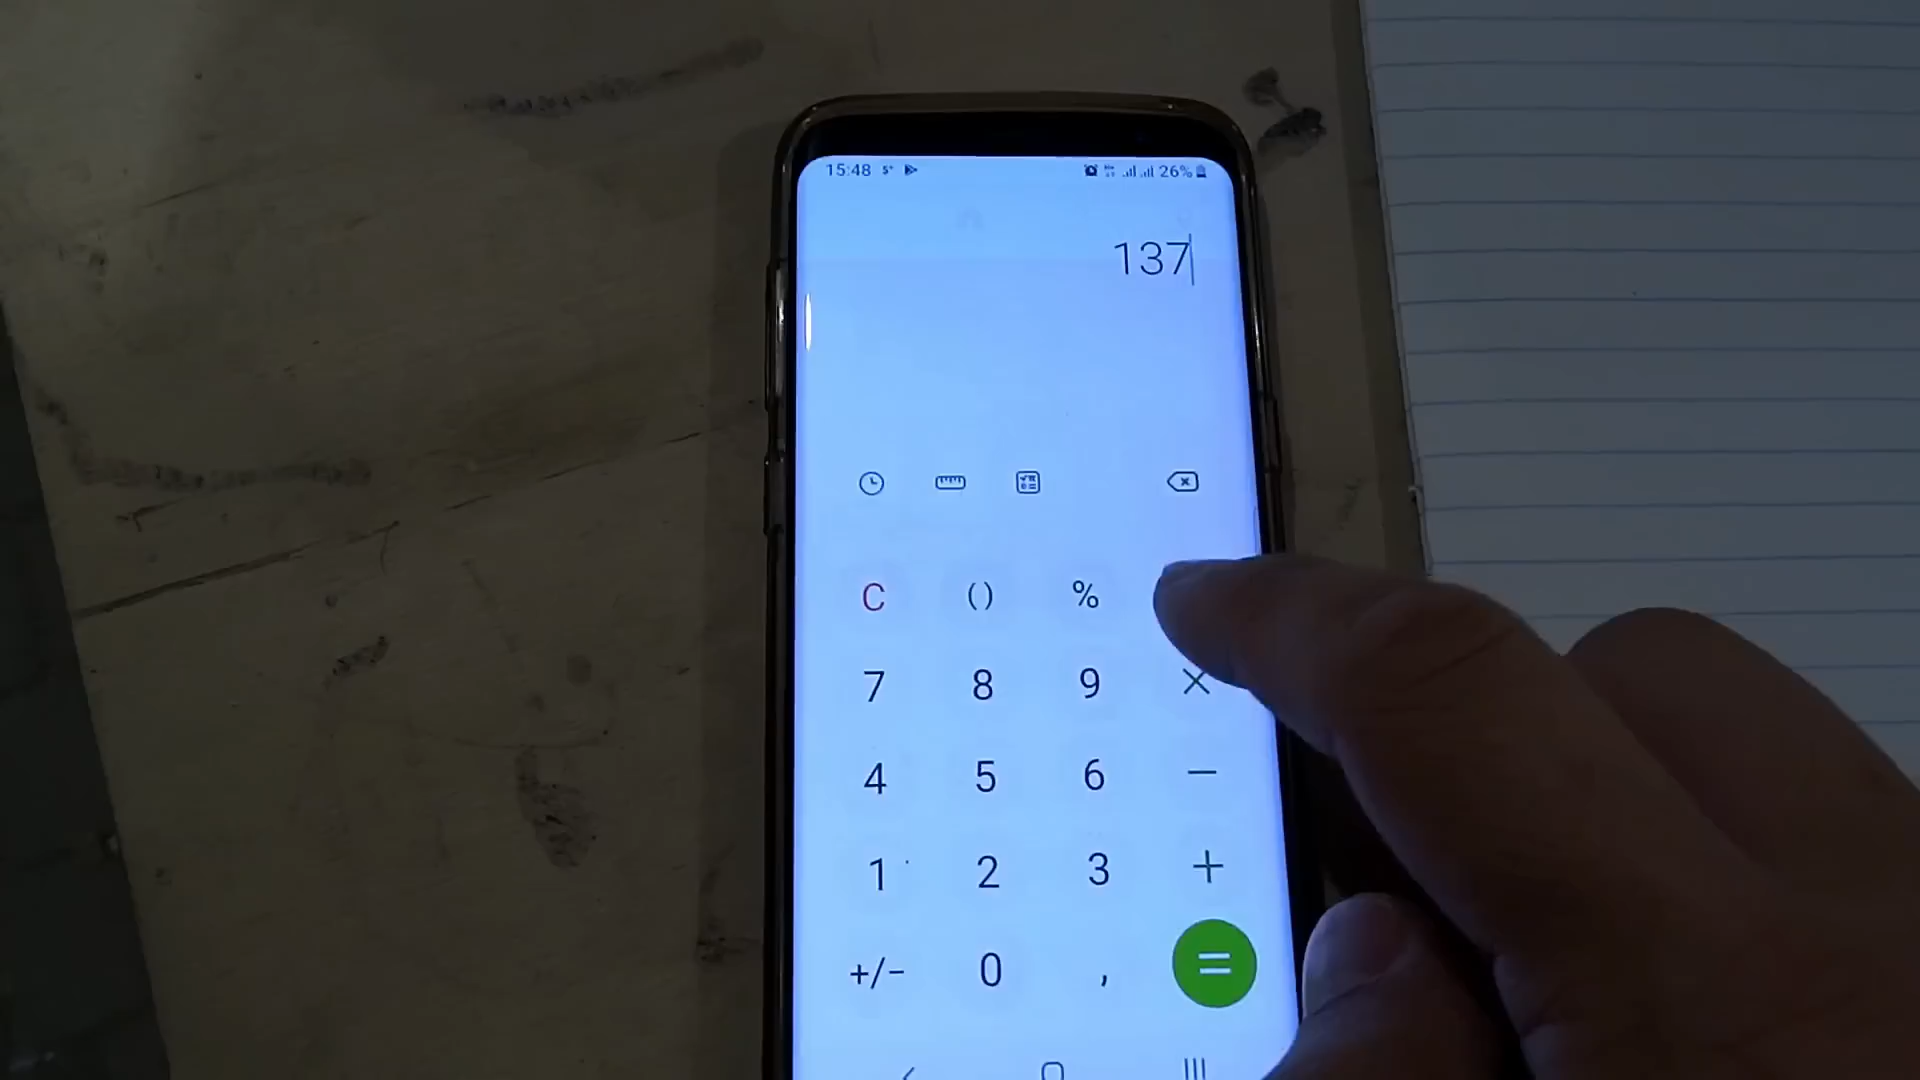 15:48 26%
137
C () % 
7 8 9 ×
4 5 6 −
1 2 3 +
+/− 0 , =